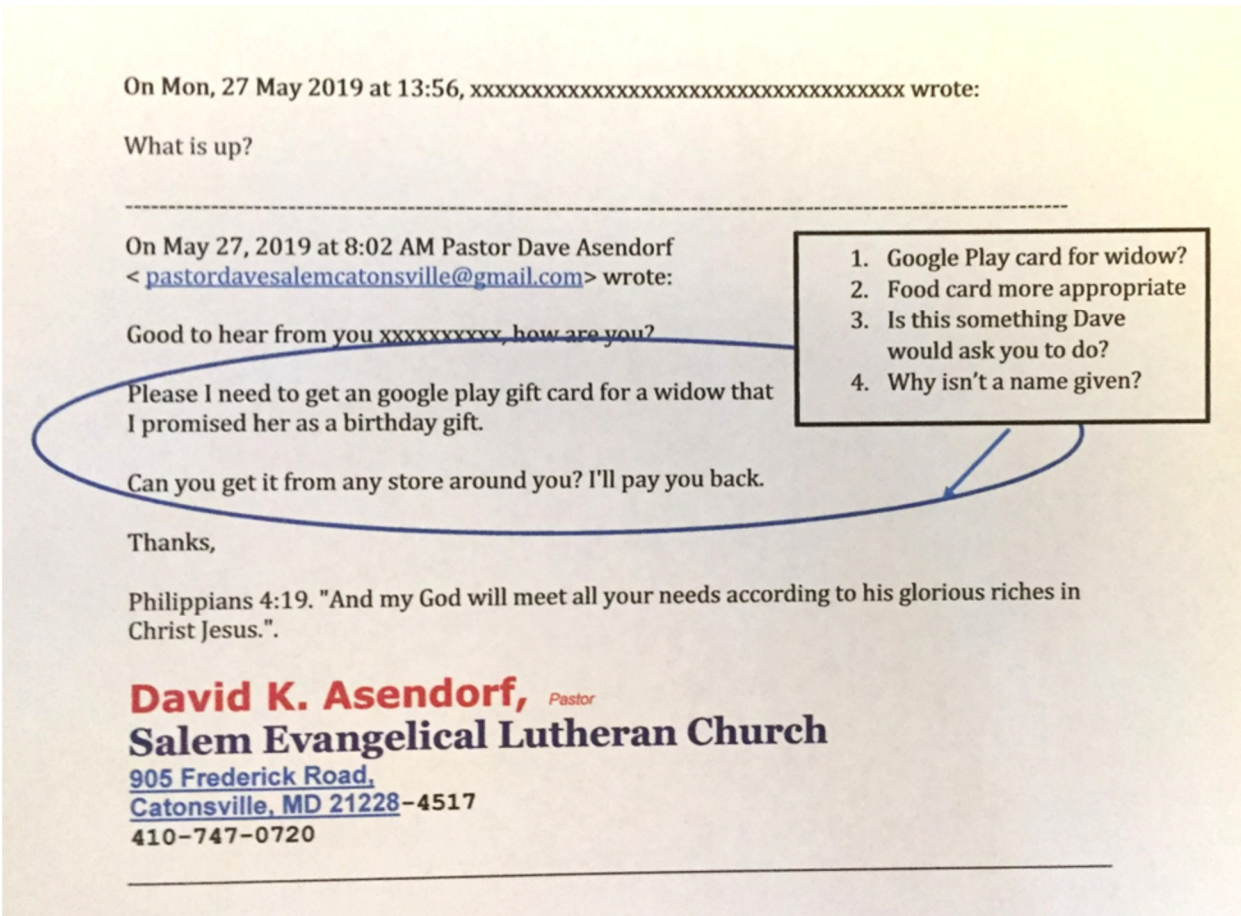 On Mon, 27 May 2019 at 13:56, xxxxxxxxxxxxxxxxxxxxxxxxxxxxxxxxxxx wrote:
What is up?
--------------------------------------------------------------------------------------------
On May 27, 2019 at 8:02 AM Pastor Dave Asendorf
< pastordavesalemcatonsville@gmail.com> wrote:
1. Google Play card for widow?
2. Food card more appropriate
3. Is this something Dave
would ask you to do?
4. Why isn't a name given?
Good to hear from you xxxxxxxxxx, how are you?
Please I need to get an google play gift card for a widow that
I promised her as a birthday gift.
Can you get it from any store around you? I'll pay you back.
Thanks,
Philippians 4:19. "And my God will meet all your needs according to his glorious riches in
Christ Jesus.".
David K. Asendorf, Pastor
Salem Evangelical Lutheran Church
905 Frederick Road,
Catonsville, MD 21228-4517
410-747-0720